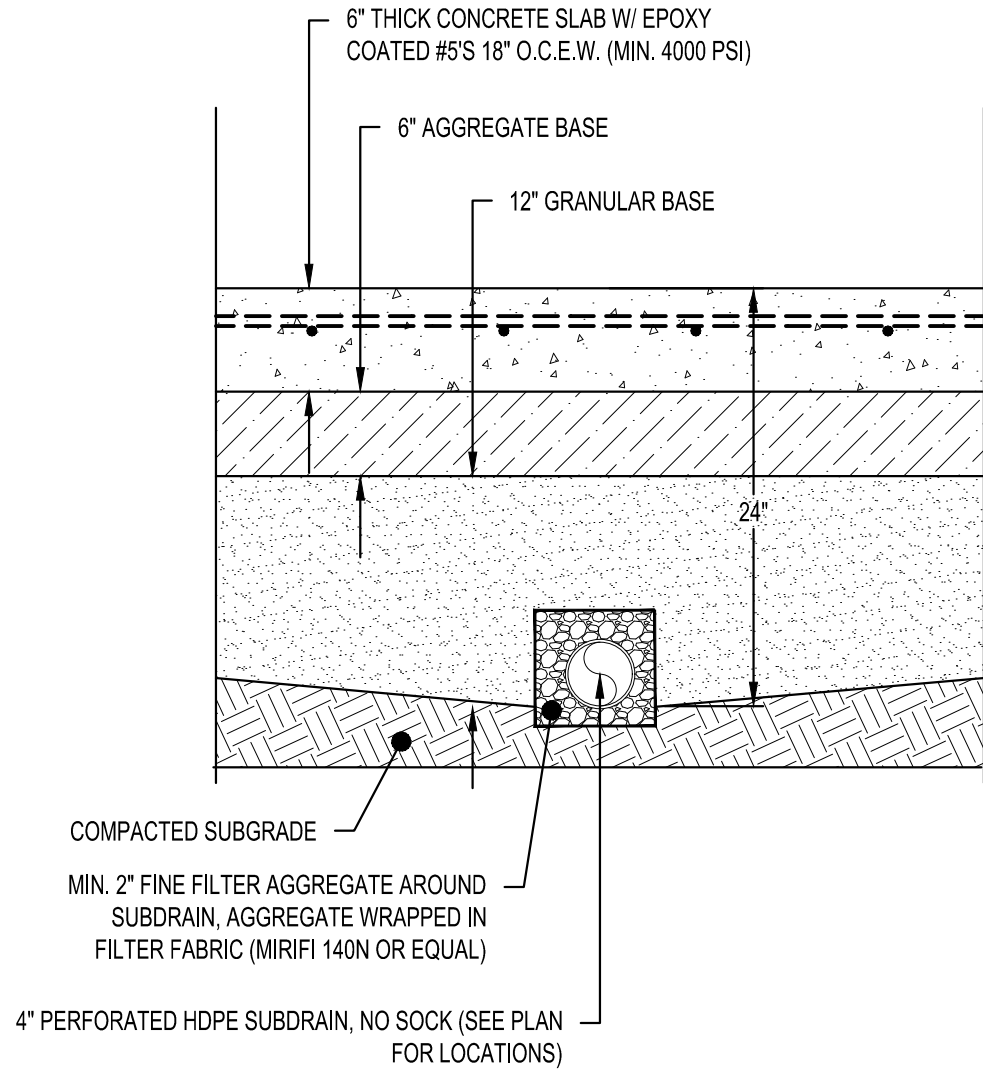 6" THICK CONCRETE SLAB W/ EPOXY
COATED #5'S 18" O.C.E.W. (MIN. 4000 PSI)
6" AGGREGATE BASE
12" GRANULAR BASE
24"
COMPACTED SUBGRADE
MIN. 2" FINE FILTER AGGREGATE AROUND
SUBDRAIN, AGGREGATE WRAPPED IN
FILTER FABRIC (MIRIFI 140N OR EQUAL)
4" PERFORATED HDPE SUBDRAIN, NO SOCK (SEE PLAN
FOR LOCATIONS)